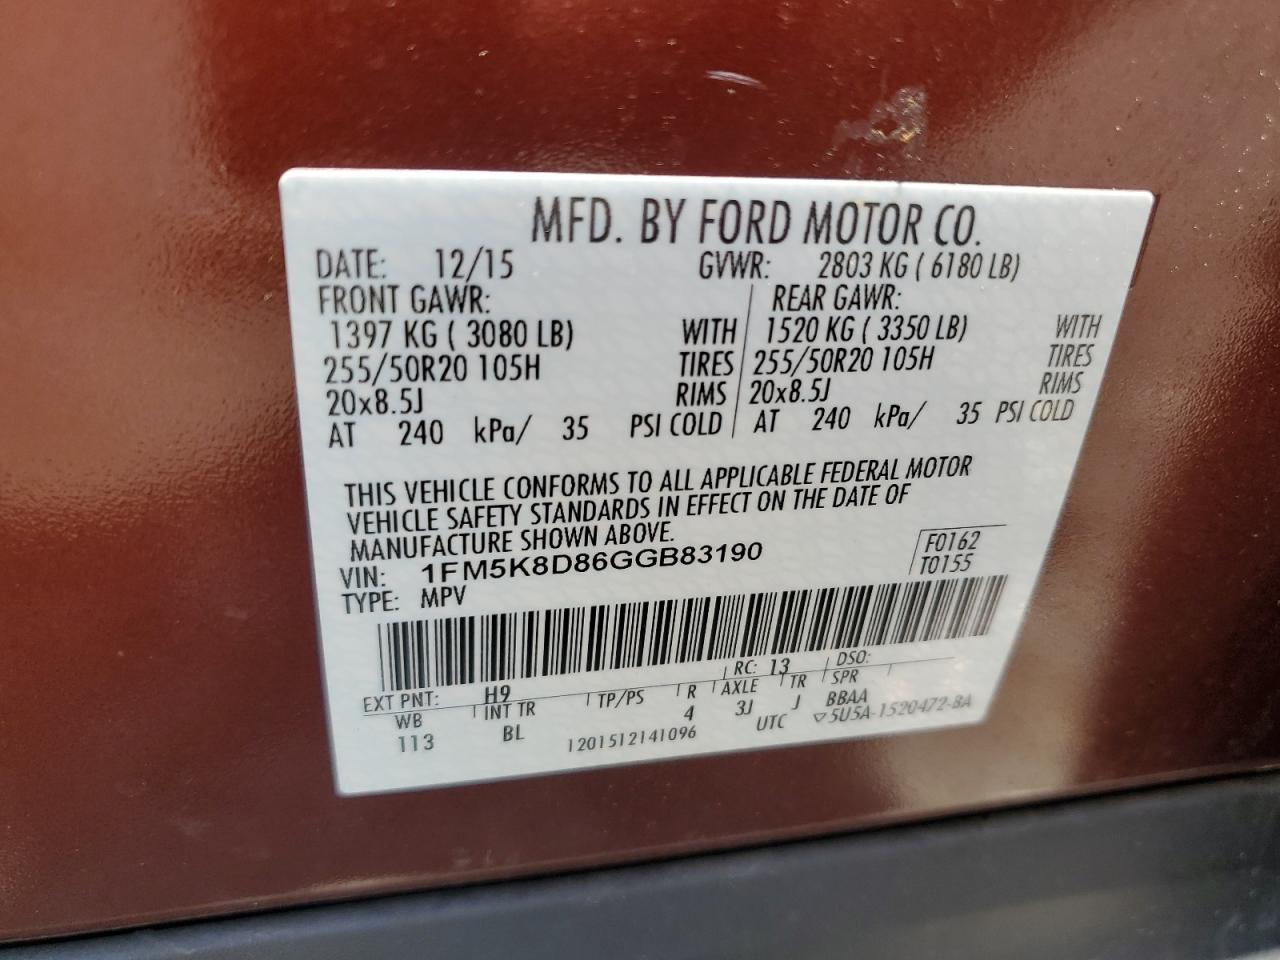 MFD. BY FORD MOTOR CO.
DATE: 12/15 GVWR: 2803 KG ( 6180 LB)
FRONT GAWR: REAR GAWR:
1397 KG ( 3080 LB) WITH 1520 KG ( 3350 LB) WITH
255/50R20 105H TIRES 255/50R20 105H TIRES
20x8.5J RIMS 20x8.5J RIMS
AT 240 kPa/ 35 PSI COLD AT 240 kPa/ 35 PSI COLD
THIS VEHICLE CONFORMS TO ALL APPLICABLE FEDERAL MOTOR
VEHICLE SAFETY STANDARDS IN EFFECT ON THE DATE OF
MANUFACTURE SHOWN ABOVE.
VIN: 1FM5K8D86GGB83190 F0162
TYPE: MPV T0155
EXT PNT: H9 RC: 13 DSO:
WB INT TR TP/PS R AXLE TR SPR
113 BL 4 3J J BBAA
1201512141096 UTC ▽5U5A-1520472-BA